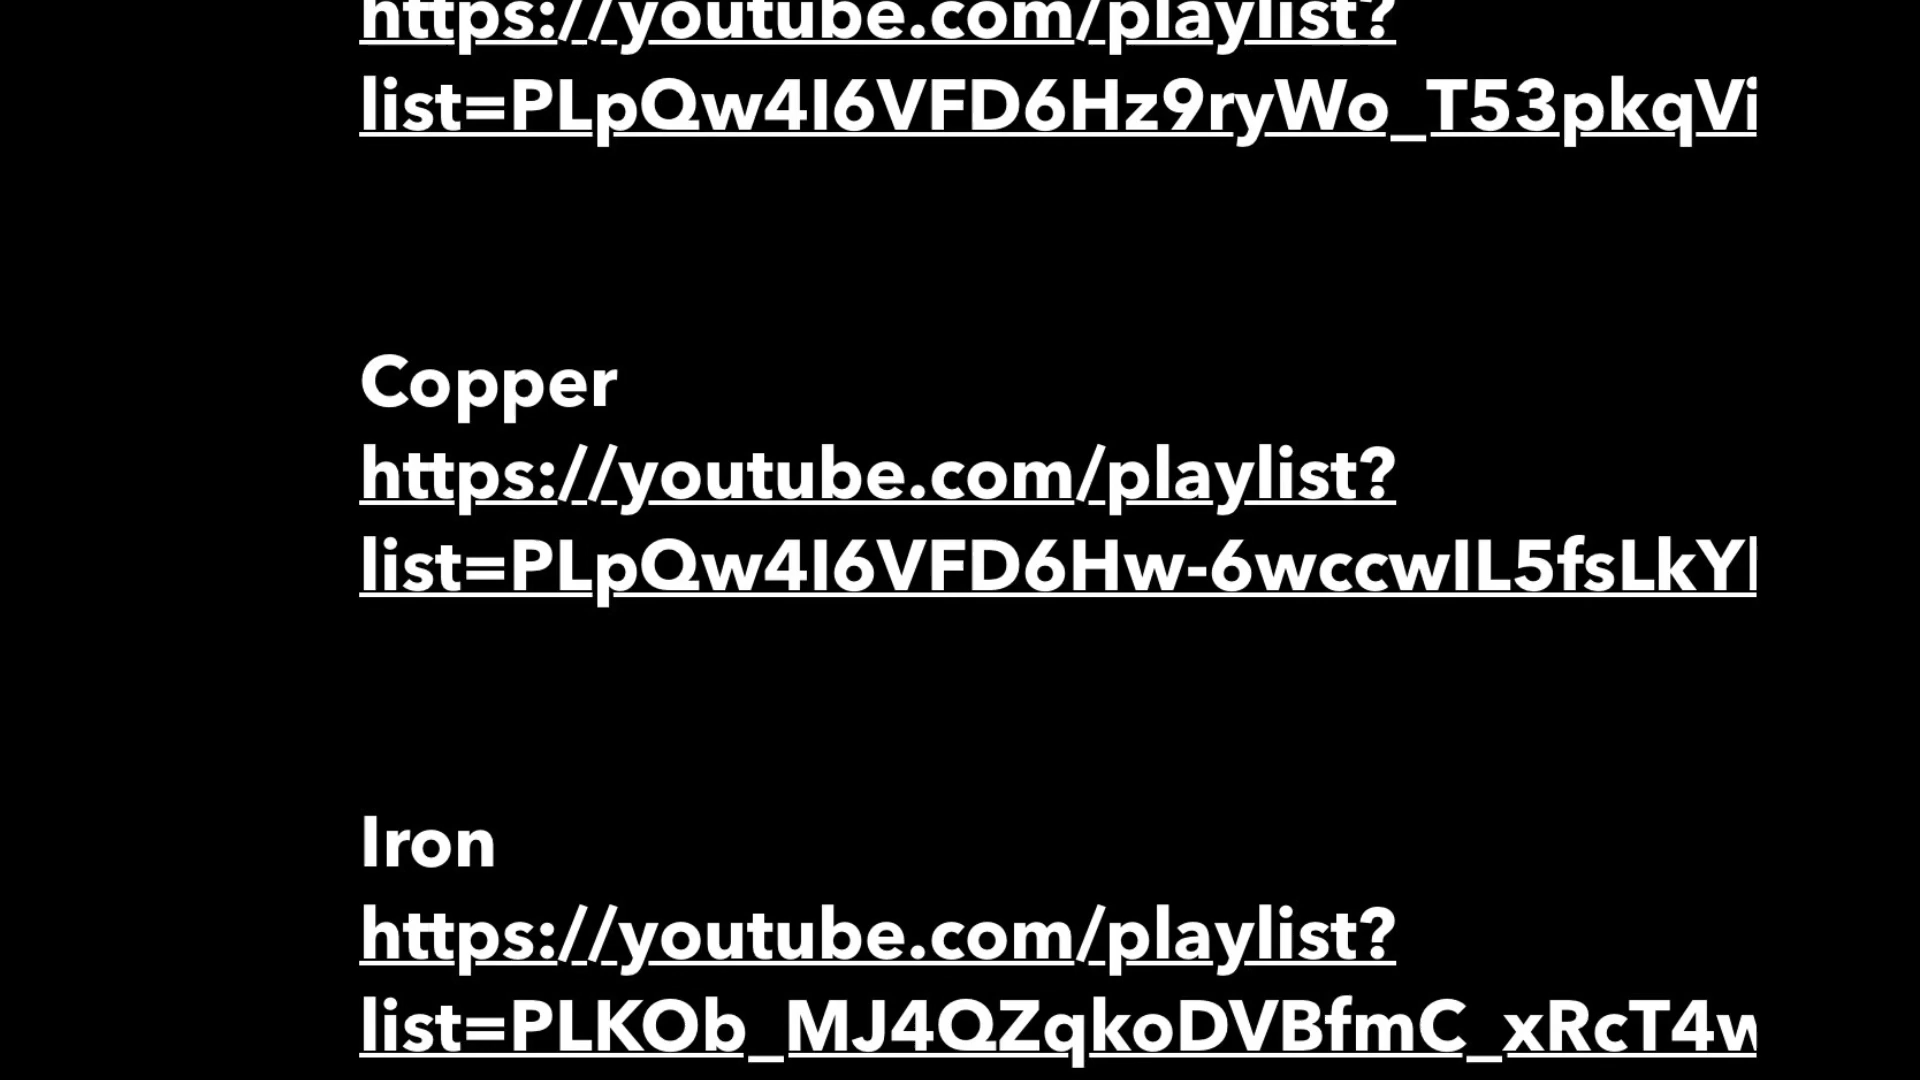 https://youtube.com/playlist?
list=PLpQw4I6VFD6Hz9ryWo_T53pkqVi
Copper
https://youtube.com/playlist?
list=PLpQw4I6VFD6Hw-6wccwIL5fsLkY
Iron
https://youtube.com/playlist?
list=PLKOb_MJ4QZqkoDVBfmC_xRcT4w